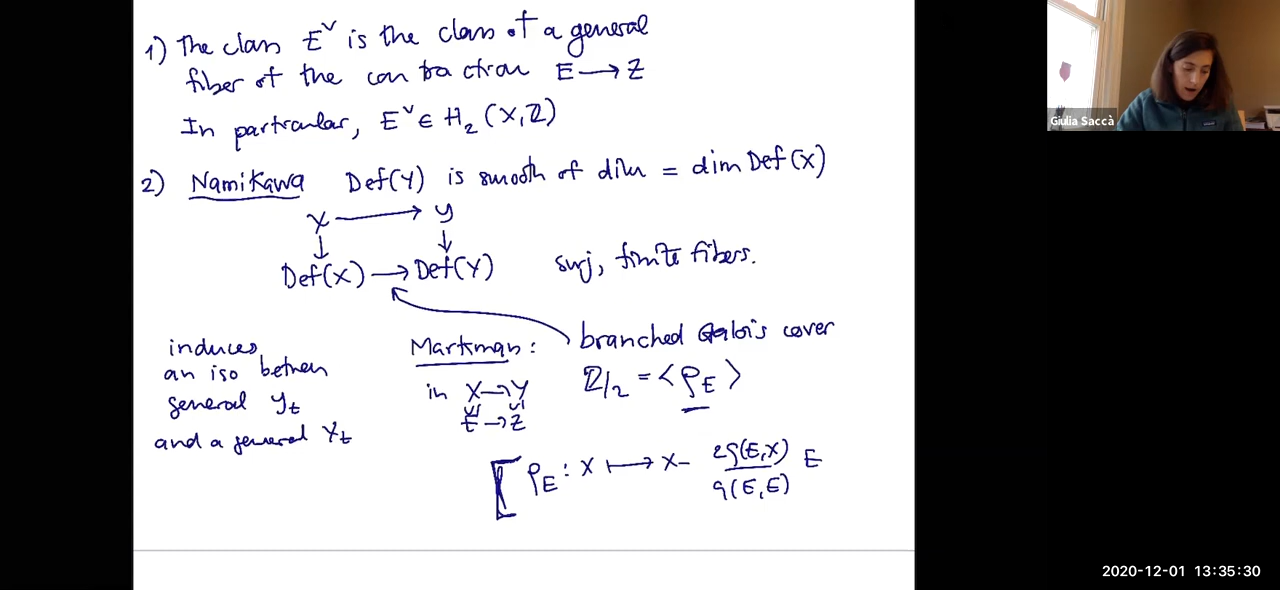 1) The class E^∨ is the class of a general
fiber of the contraction E → Z
In particular, E^∨ ∈ H_2(X, Z)
2) Namikawa Def(Y) is smooth of dim = dim Def(X)
X → Y
↓ ↓
Def(X) → Def(Y) surj, finite fibers.
induces
an iso betwen
general Y_t
and a general X_t
Markman: branched Galois cover
in X → Y Z/2 = <ρ_E>
E → Z
[ ρ_E : x ↦ x - 2q(E,x)/q(E,E) E
Giulia Saccà
2020-12-01 13:35:30